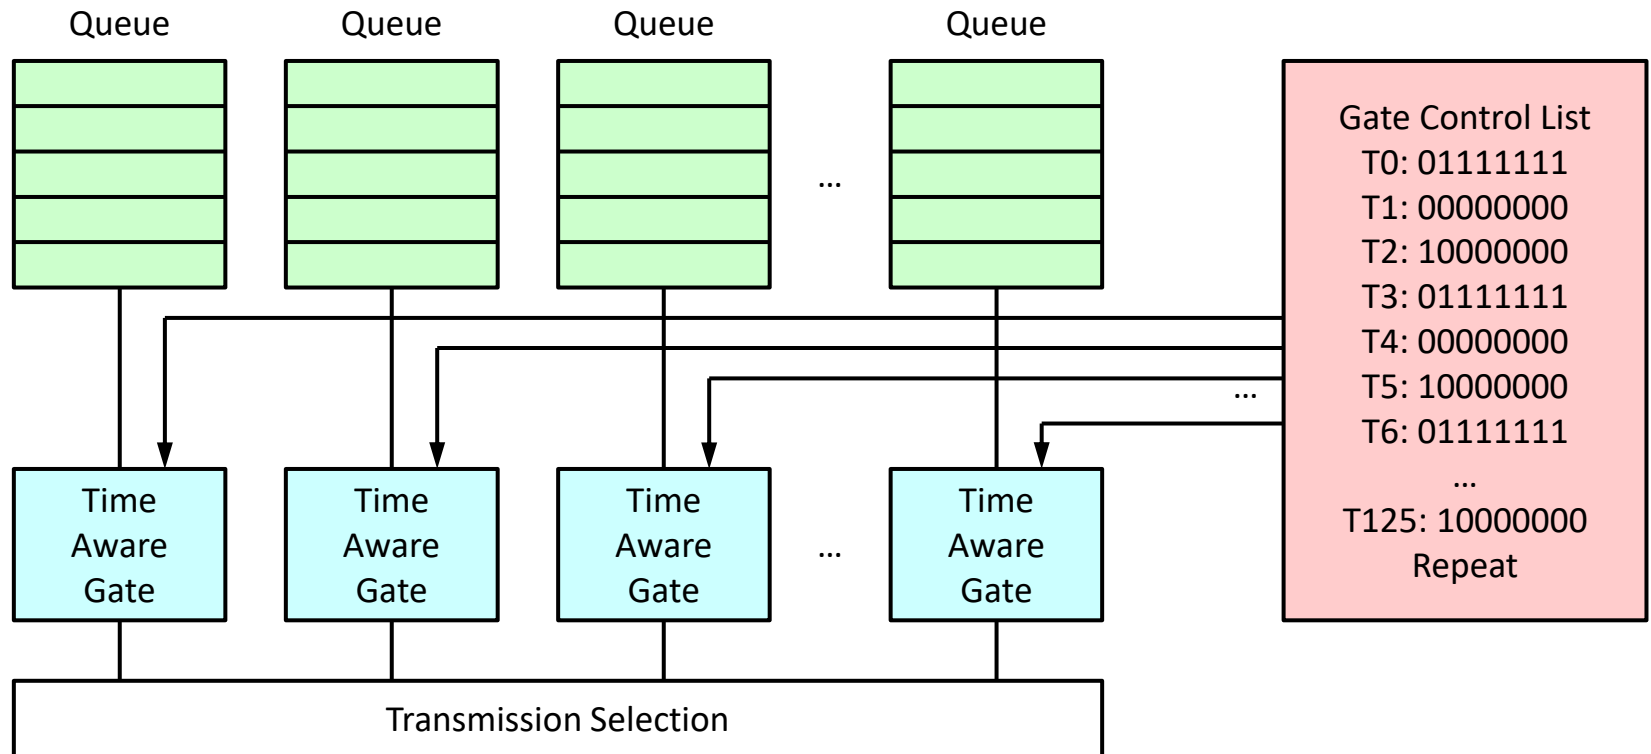 Queue
Queue
Queue
Queue
...
Gate Control List
T0: 01111111
T1: 00000000
T2: 10000000
T3: 01111111
T4: 00000000
T5: 10000000
T6: 01111111
...
T125: 10000000
Repeat
...
Time
Aware
Gate
Time
Aware
Gate
Time
Aware
Gate
...
Time
Aware
Gate
Transmission Selection